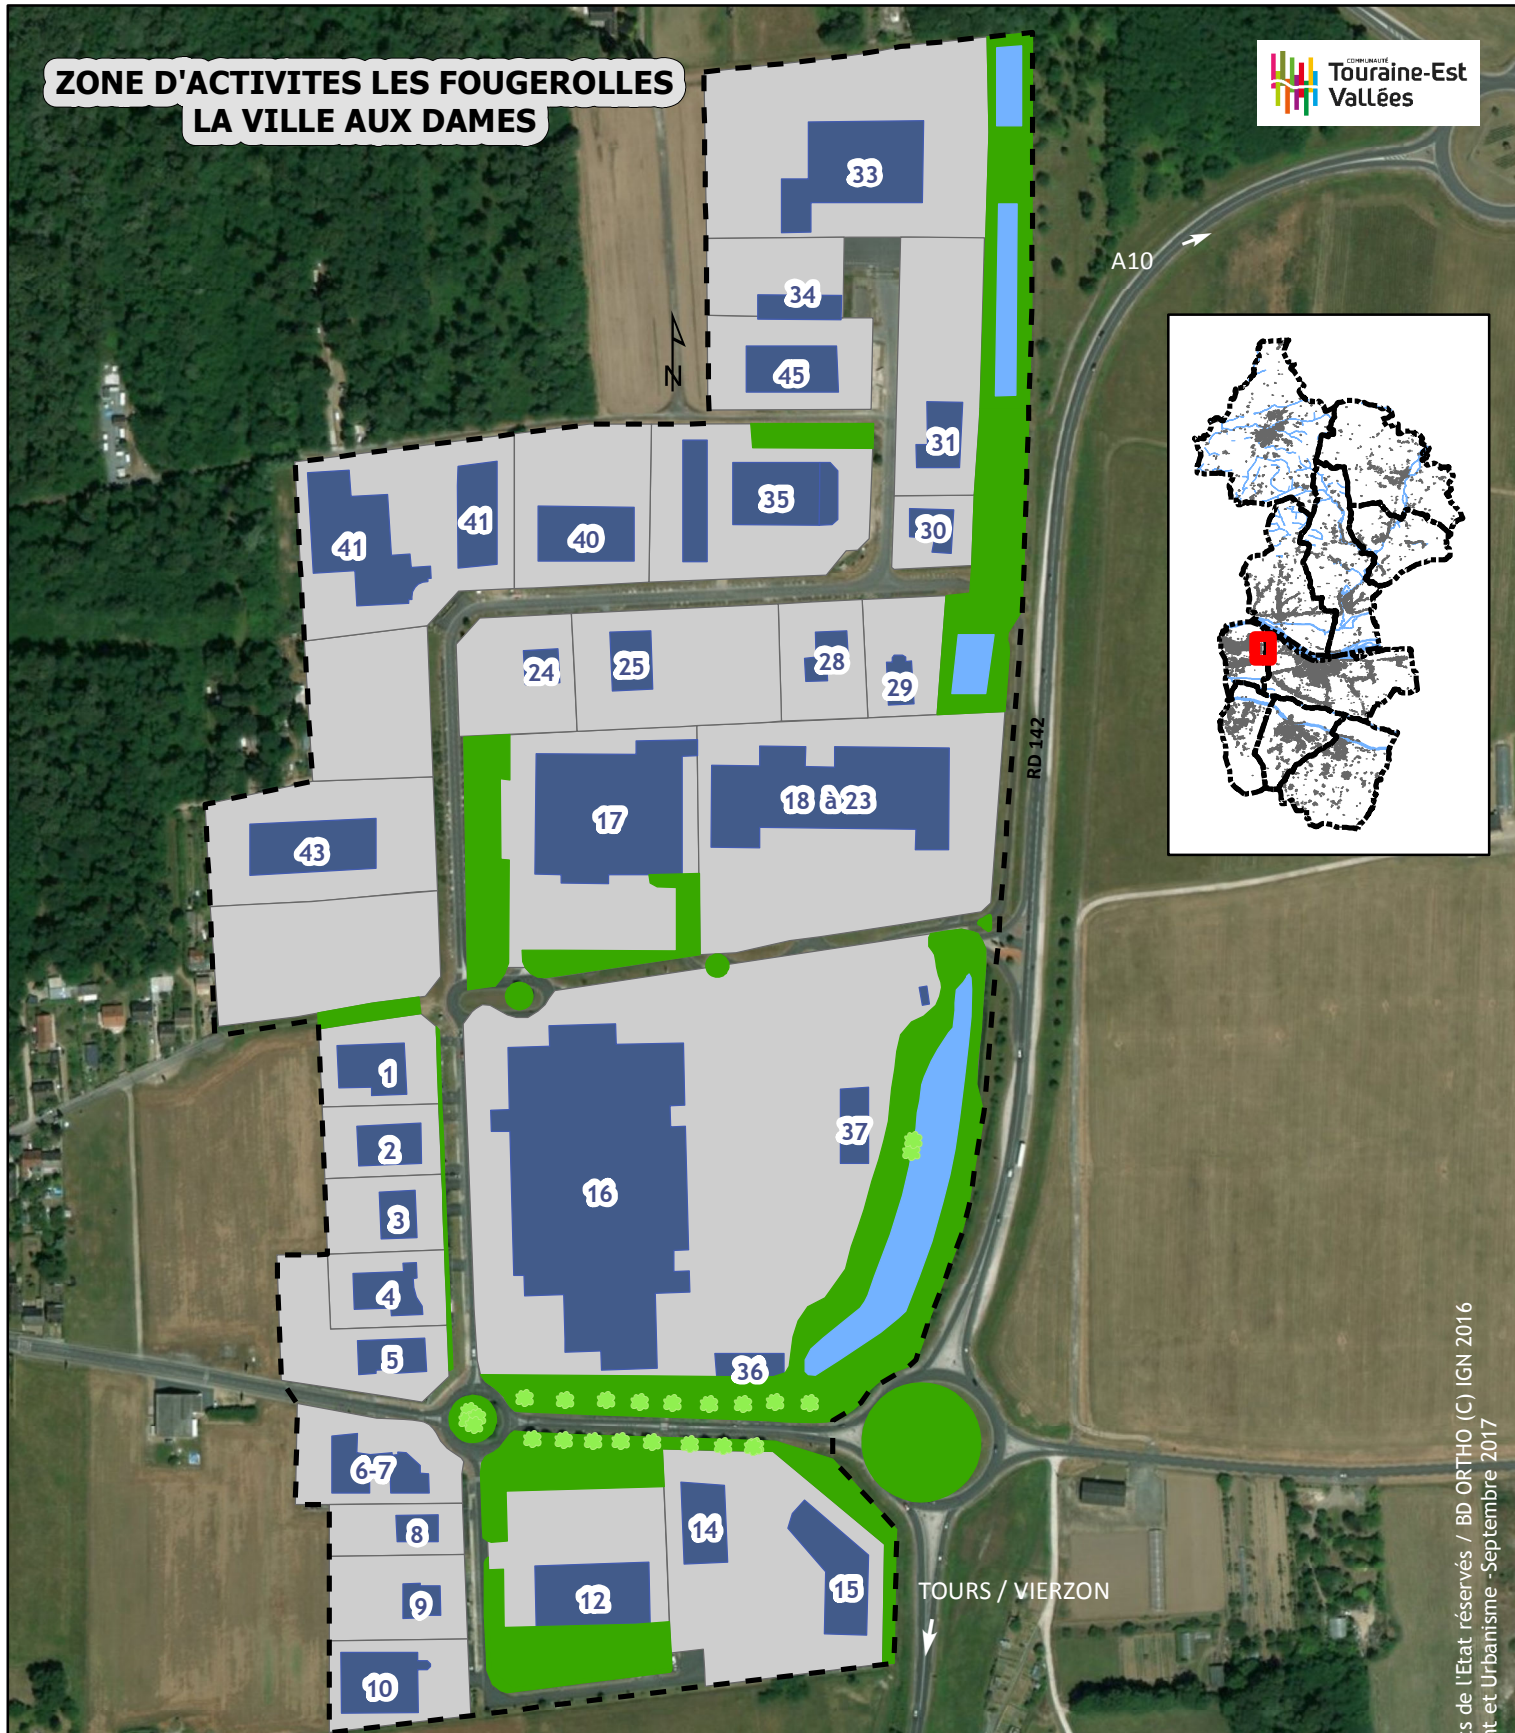 ZONE D'ACTIVITES LES FOUGEROLLES
LA VILLE AUX DAMES
COMMUNAUTÉ
Touraine-Est
Vallées
33
A10
34
N
45
31
35
41
41
40
30
24
25
28
29
RD 142
17
18 à 23
43
1
2
37
16
3
4
5
36
6-7
14
8
15
12
9
TOURS / VIERZON
10
de l'Etat réservés / BD ORTHO (C) IGN 2016
et Urbanisme -Septembre 2017